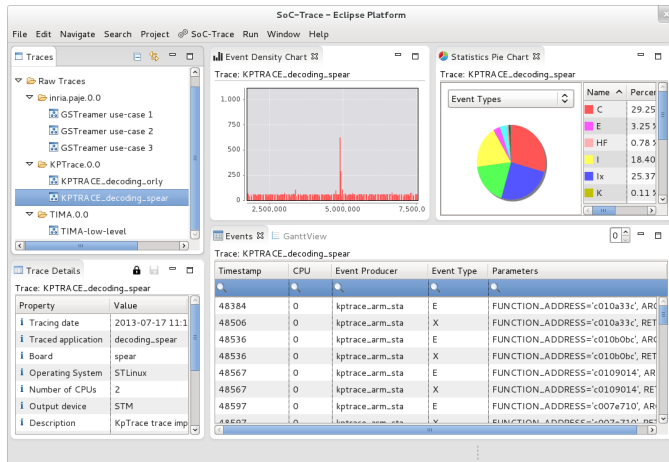 SoC-Trace – Eclipse Platform
File Edit Navigate Search Project SoC-Trace Run Window Help
Traces
Raw Traces
inria.paje.0.0
GSTreamer use-case 1
GSTreamer use-case 2
GSTreamer use-case 3
KPTrace.0.0
KPTRACE_decoding_orly
KPTRACE_decoding_spear
TIMA.0.0
TIMA-low-level
Event Density Chart
Trace: KPTRACE_decoding_spear
1.000
750
500
250
0
2,500,000 5,000,000 7,500,0
Statistics Pie Chart
Trace: KPTRACE_decoding_spear
Event Types
Name Percer
C 29.25
E 3.25 %
HF 0.78 %
I 18.40
Ix 25.37
K 0.11 %
Trace Details
Trace: KPTRACE_decoding_spear
Property Value
Tracing date 2013-07-17 11:1
Traced application decoding_spear
Board spear
Operating System STLinux
Number of CPUs 2
Output device STM
Description KpTrace trace imp
Events GanttView 0
Trace: KPTRACE_decoding_spear
Timestamp CPU Event Producer Event Type Parameters
48384 0 kptrace_arm_sta E FUNCTION_ADDRESS='c010a33c', ARG
48506 0 kptrace_arm_sta X FUNCTION_ADDRESS='c010a33c', RET
48536 0 kptrace_arm_sta E FUNCTION_ADDRESS='c010b0bc', ARG
48536 0 kptrace_arm_sta X FUNCTION_ADDRESS='c010b0bc', RET
48567 0 kptrace_arm_sta E FUNCTION_ADDRESS='c0109014', AR
48567 0 kptrace_arm_sta X FUNCTION_ADDRESS='c0109014', RE
48597 0 kptrace_arm_sta E FUNCTION_ADDRESS='c007e710', AR
48597 0 kptrace_arm_sta X